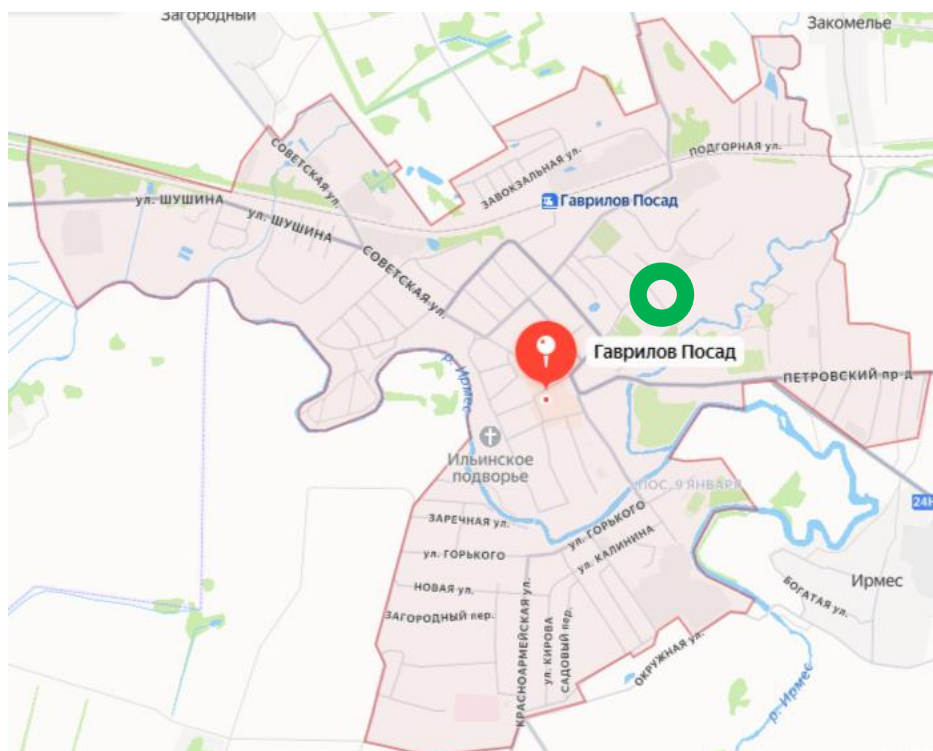 Загородный
Закомелье
СОВЕТСКАЯ ул.
ЗАВОКЗАЛЬНАЯ ул.
ПОДГОРНАЯ ул.
ул. ШУШИНА
Гаврилов Посад
ул. ШУШИНА
СОВЕТСКАЯ ул.
Гаврилов Посад
р. Ирмес
ПЕТРОВСКИЙ пр-д
Ильинское
подворье
ПОС. 9 ЯНВАРЯ
24Н
ЗАРЕЧНАЯ ул.
ул. ГОРЬКОГО
ул. ГОРЬКОГО
ул. КАЛИНИНА
НОВАЯ ул.
Ирмес
БОГАТАЯ ул.
ЗАГОРОДНЫЙ пер.
КРАСНОАРМЕЙСКАЯ ул.
ул. КИРОВА
САДОВЫЙ пер.
ОКРУЖНАЯ ул.
р. Ирмес